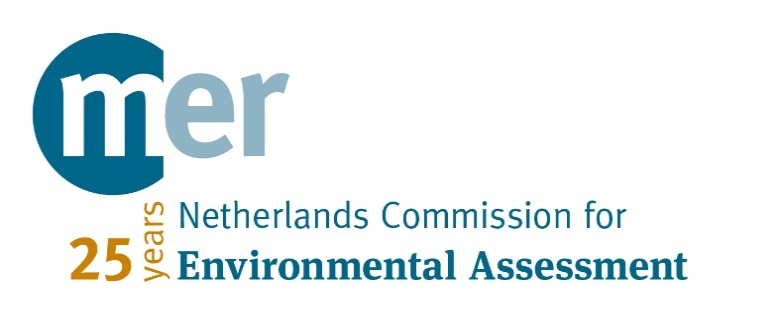 mer
25 years
Netherlands Commission for
Environmental Assessment